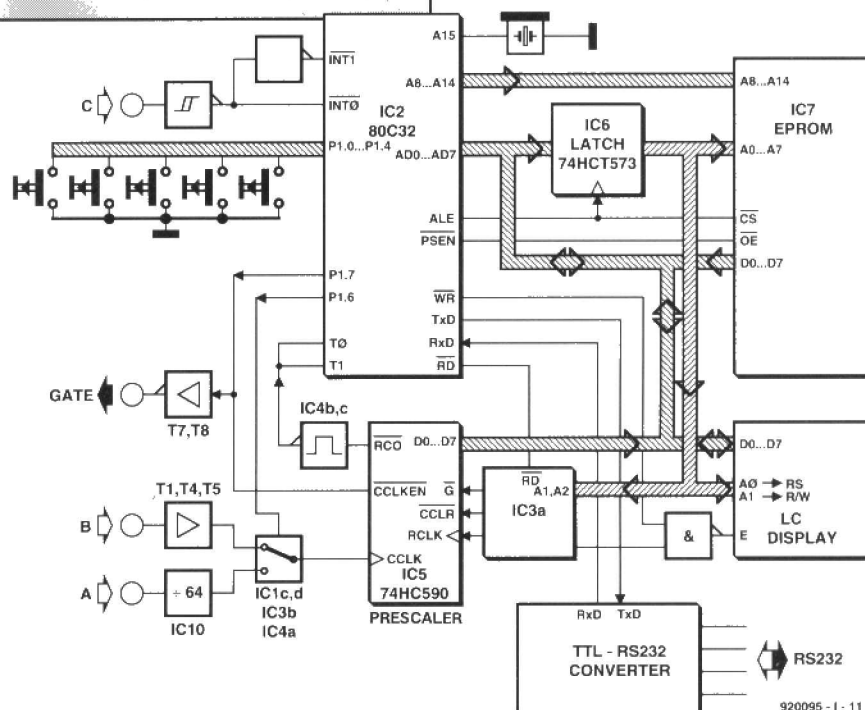 A15
INT1
A8...A14
A8...A14
C
INTØ
IC2
80C32
IC6
LATCH
74HCT573
IC7
EPROM
P1.0...P1.4
AD0...AD7
A0...A7
ALE
CS
PSEN
OE
D0...D7
P1.7
P1.6
WR
TxD
TØ
RxD
T1
RD
GATE
T7,T8
IC4b,c
RCO
D0...D7
D0...D7
T1,T4,T5
CCLKEN
G
RD
A1,A2
AØ → RS
A1 → R/W
B
CCLR
IC3a
RCLK
&
E
LC
DISPLAY
CCLK
A
÷ 64
IC10
IC1c,d
IC3b
IC4a
IC5
74HC590
PRESCALER
RxD TxD
TTL - RS232
CONVERTER
RS232
920095 - I - 11